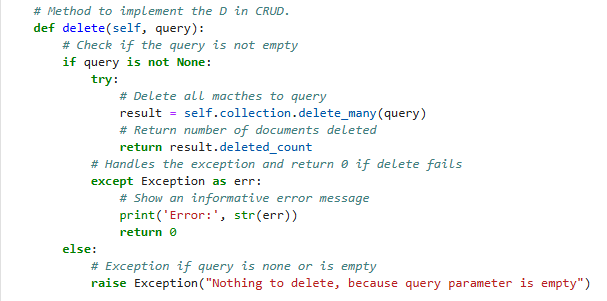 # Method to implement the D in CRUD.
def delete(self, query):
# Check if the query is not empty
if query is not None:
try:
# Delete all macthes to query
result = self.collection.delete_many(query)
# Return number of documents deleted
return result.deleted_count
# Handles the exception and return 0 if delete fails
except Exception as err:
# Show an informative error message
print('Error:', str(err))
return 0
else:
# Exception if query is none or is empty
raise Exception("Nothing to delete, because query parameter is empty")